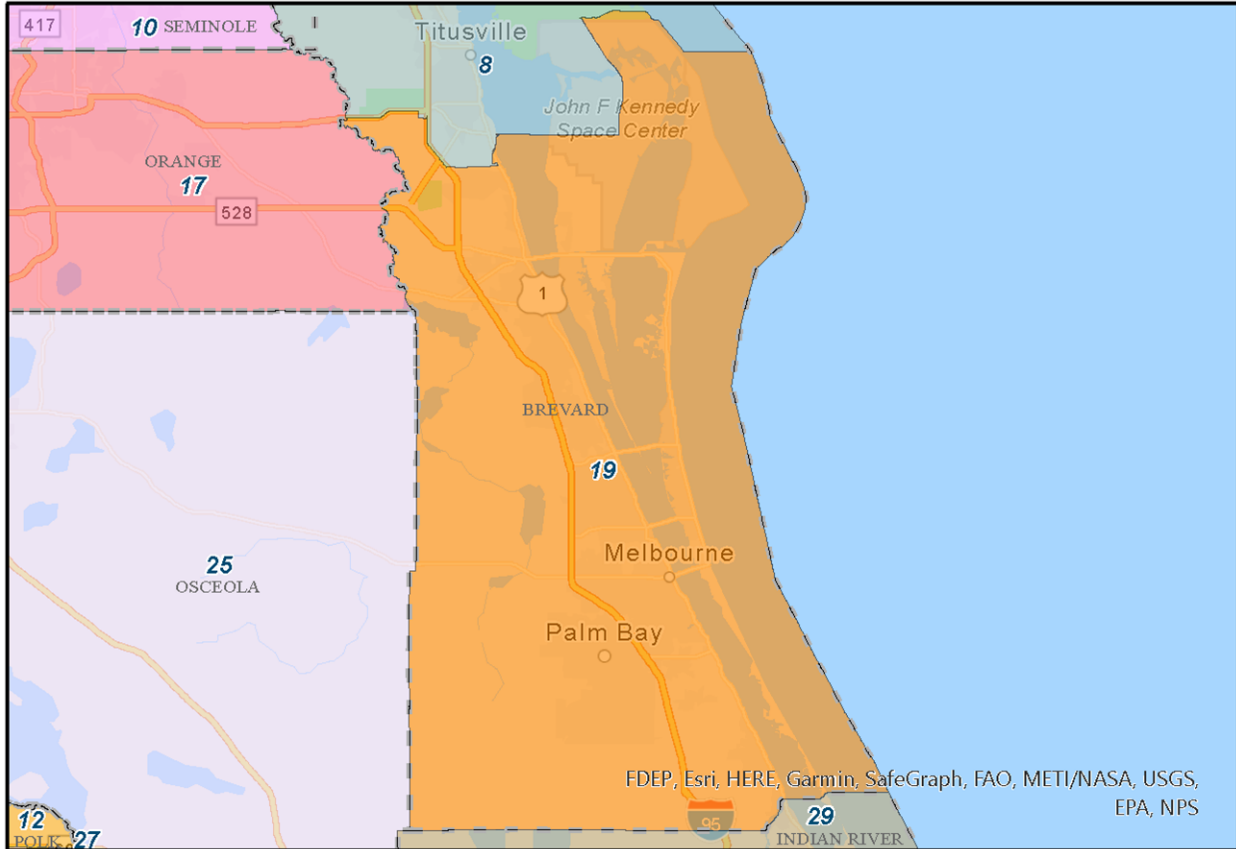 417
10 SEMINOLE
Titusville
8
John F Kennedy
Space Center
ORANGE
17
528
1
BREVARD
19
Melbourne
25
OSCEOLA
Palm Bay
FDEP, Esri, HERE, Garmin, SafeGraph, FAO, METI/NASA, USGS,
EPA, NPS
12
POLK 27
95
29
INDIAN RIVER